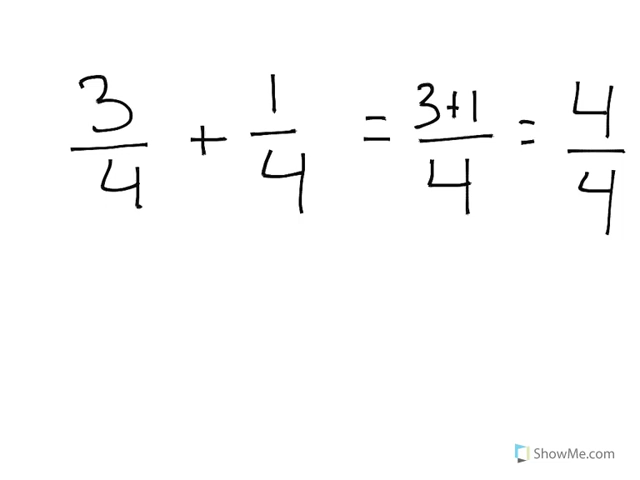 3/4 + 1/4 = 3+1/4 = 4/4
ShowMe.com